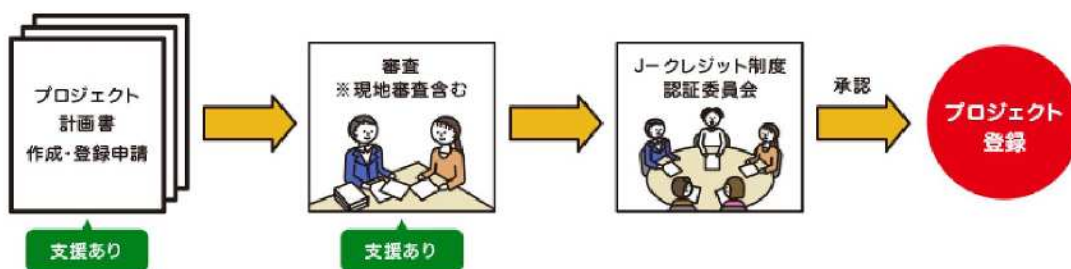 プロジェクト
計画書
作成・登録申請
支援あり
審査
※現地審査含む
支援あり
J－クレジット制度
認証委員会
承認
プロジェクト
登録